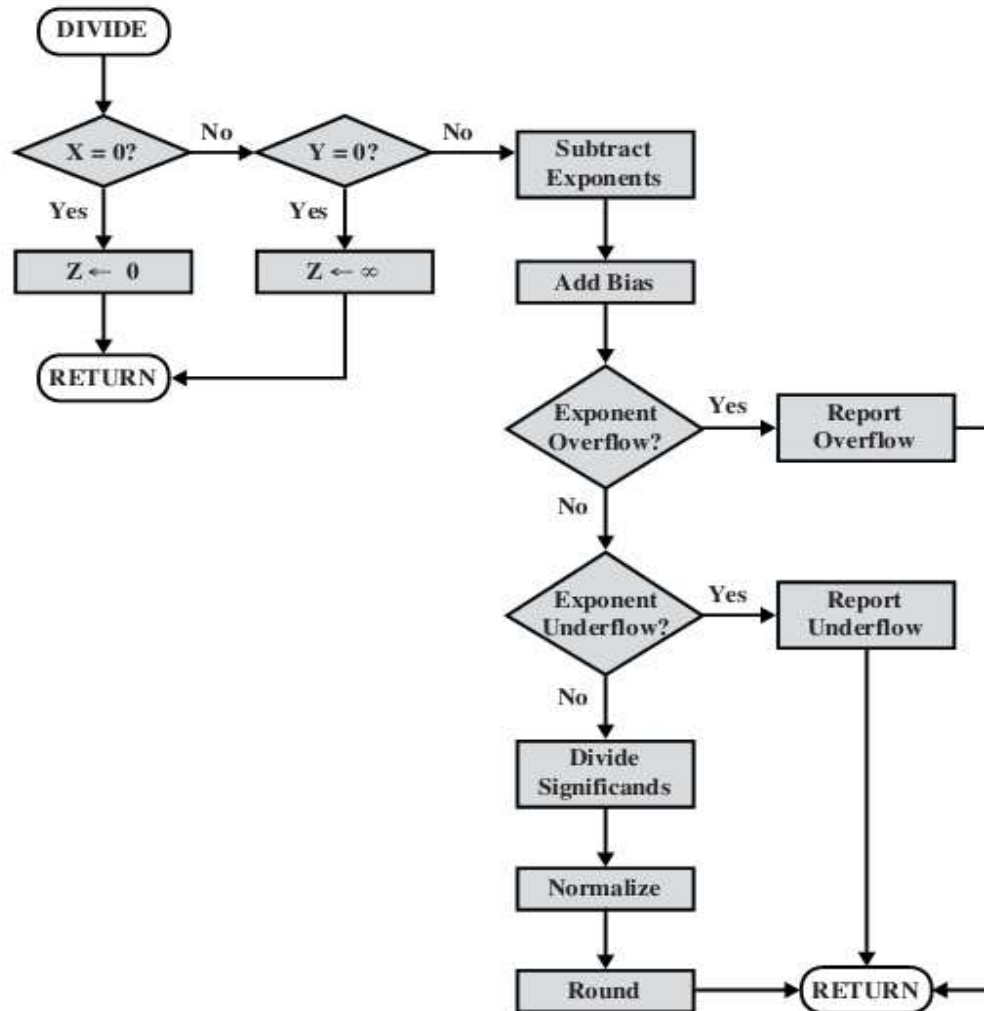 DIVIDE
X = 0?
No
Y = 0?
No
Subtract
Exponents
Yes
Yes
Z ← 0
Z ← ∞
Add Bias
RETURN
Exponent
Overflow?
Yes
Report
Overflow
No
Exponent
Underflow?
Yes
Report
Underflow
No
Divide
Significands
Normalize
Round
RETURN